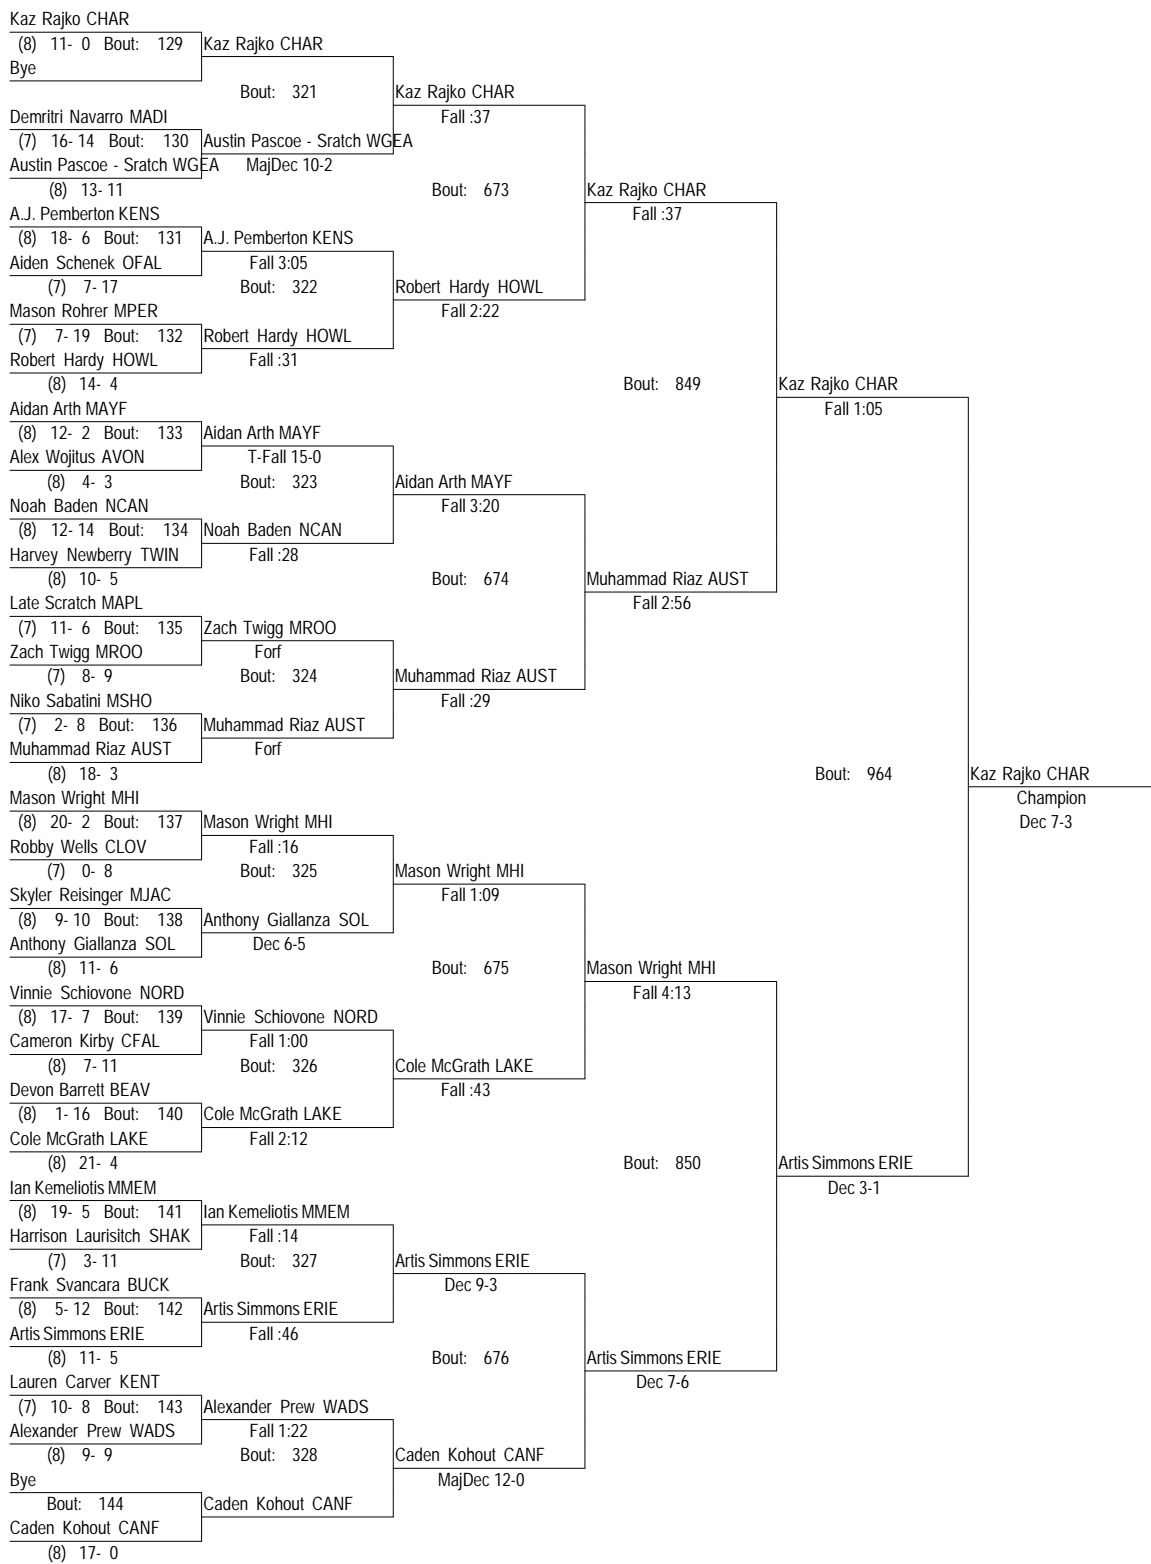 Kaz Rajko CHAR
(8) 11- 0 Bout: 129 Kaz Rajko CHAR
Bye
Bout: 321 Kaz Rajko CHAR
Demritri Navarro MADI Fall :37
(7) 16- 14 Bout: 130 Austin Pascoe - Sratch WGEA
Austin Pascoe - Sratch WGEA MajDec 10-2
(8) 13- 11 Bout: 673 Kaz Rajko CHAR
A.J. Pemberton KENS Fall :37
(8) 18- 6 Bout: 131 A.J. Pemberton KENS
Aiden Schenek OFAL Fall 3:05
(7) 7- 17 Bout: 322 Robert Hardy HOWL
Mason Rohrer MPER Fall 2:22
(7) 7- 19 Bout: 132 Robert Hardy HOWL
Robert Hardy HOWL Fall :31
(8) 14- 4 Bout: 849 Kaz Rajko CHAR
Aidan Arth MAYF Fall 1:05
(8) 12- 2 Bout: 133 Aidan Arth MAYF
Alex Wojitus AVON T-Fall 15-0
(8) 4- 3 Bout: 323 Aidan Arth MAYF
Noah Baden NCAN Fall 3:20
(8) 12- 14 Bout: 134 Noah Baden NCAN
Harvey Newberry TWIN Fall :28
(8) 10- 5 Bout: 674 Muhammad Riaz AUST
Late Scratch MAPL Fall 2:56
(7) 11- 6 Bout: 135 Zach Twigg MROO
Zach Twigg MROO Forf
(7) 8- 9 Bout: 324 Muhammad Riaz AUST
Niko Sabatini MSHO Fall :29
(7) 2- 8 Bout: 136 Muhammad Riaz AUST
Muhammad Riaz AUST Forf
(8) 18- 3 Bout: 964 Kaz Rajko CHAR
Mason Wright MHI Champion
(8) 20- 2 Bout: 137 Mason Wright MHI Dec 7-3
Robby Wells CLOV Fall :16
(7) 0- 8 Bout: 325 Mason Wright MHI
Skyler Reisinger MJAC Fall 1:09
(8) 9- 10 Bout: 138 Anthony Giallanza SOL
Anthony Giallanza SOL Dec 6-5
(8) 11- 6 Bout: 675 Mason Wright MHI
Vinnie Schiovone NORD Fall 4:13
(8) 17- 7 Bout: 139 Vinnie Schiovone NORD
Cameron Kirby CFAL Fall 1:00
(8) 7- 11 Bout: 326 Cole McGrath LAKE
Devon Barrett BEAV Fall :43
(8) 1- 16 Bout: 140 Cole McGrath LAKE
Cole McGrath LAKE Fall 2:12
(8) 21- 4 Bout: 850 Artis Simmons ERIE
Ian Kemeliotis MMEM Dec 3-1
(8) 19- 5 Bout: 141 Ian Kemeliotis MMEM
Harrison Laurisitch SHAK Fall :14
(7) 3- 11 Bout: 327 Artis Simmons ERIE
Frank Svancara BUCK Dec 9-3
(8) 5- 12 Bout: 142 Artis Simmons ERIE
Artis Simmons ERIE Fall :46
(8) 11- 5 Bout: 676 Artis Simmons ERIE
Lauren Carver KENT Dec 7-6
(7) 10- 8 Bout: 143 Alexander Prew WADS
Alexander Prew WADS Fall 1:22
(8) 9- 9 Bout: 328 Caden Kohout CANF
Bye MajDec 12-0
Bout: 144 Caden Kohout CANF
Caden Kohout CANF
(8) 17- 0